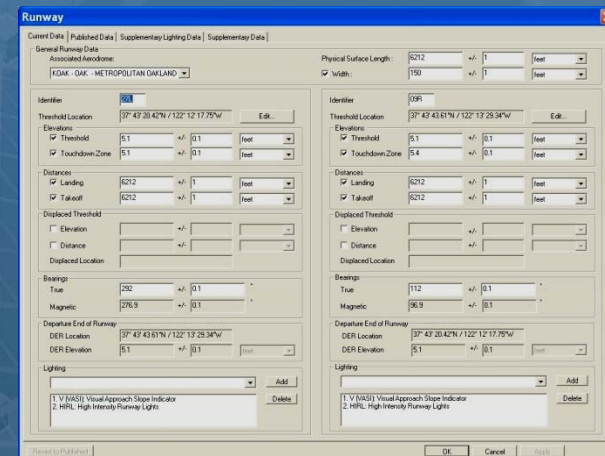 Runway
Current Data | Published Data | Supplementary Lighting Data | Supplementary Data |
General Runway Data
Associated Aerodrome:
KOAK - OAK - METROPOLITAN OAKLAND
Physical Surface Length : 6212 +/- 1 feet
Width : 150 +/- 1 feet
Identifier 27L
Threshold Location 37° 43' 20.42"N / 122° 12' 17.75"W Edit...
Elevations
Threshold 5.1 +/- 0.1 feet
Touchdown Zone 5.1 +/- 0.1 feet
Distances
Landing 6212 +/- 1 feet
Takeoff 6212 +/- 1 feet
Displaced Threshold
Elevation +/-
Distance +/-
Displaced Location
Bearings
True 292 +/- 0.1 °
Magnetic 276.9 +/- 0.1 °
Departure End of Runway
DER Location 37° 43' 43.61"N / 122° 13' 29.34"W
DER Elevation 5.1 +/- 0.1 feet
Lighting
Add
1. V (VASI): Visual Approach Slope Indicator
2. HIRL: High Intensity Runway Lights
Delete
Identifier 09R
Threshold Location 37° 43' 43.61"N / 122° 13' 29.34"W Edit...
Elevations
Threshold 5.1 +/- 0.1 feet
Touchdown Zone 5.4 +/- 0.1 feet
Distances
Landing 6212 +/- 1 feet
Takeoff 6212 +/- 1 feet
Displaced Threshold
Elevation +/-
Distance +/-
Displaced Location
Bearings
True 112 +/- 0.1 °
Magnetic 96.9 +/- 0.1 °
Departure End of Runway
DER Location 37° 43' 20.42"N / 122° 12' 17.75"W
DER Elevation 5.1 +/- 0.1 feet
Lighting
Add
1. V (VASI): Visual Approach Slope Indicator
2. HIRL: High Intensity Runway Lights
Delete
Revert to Published OK Cancel Apply